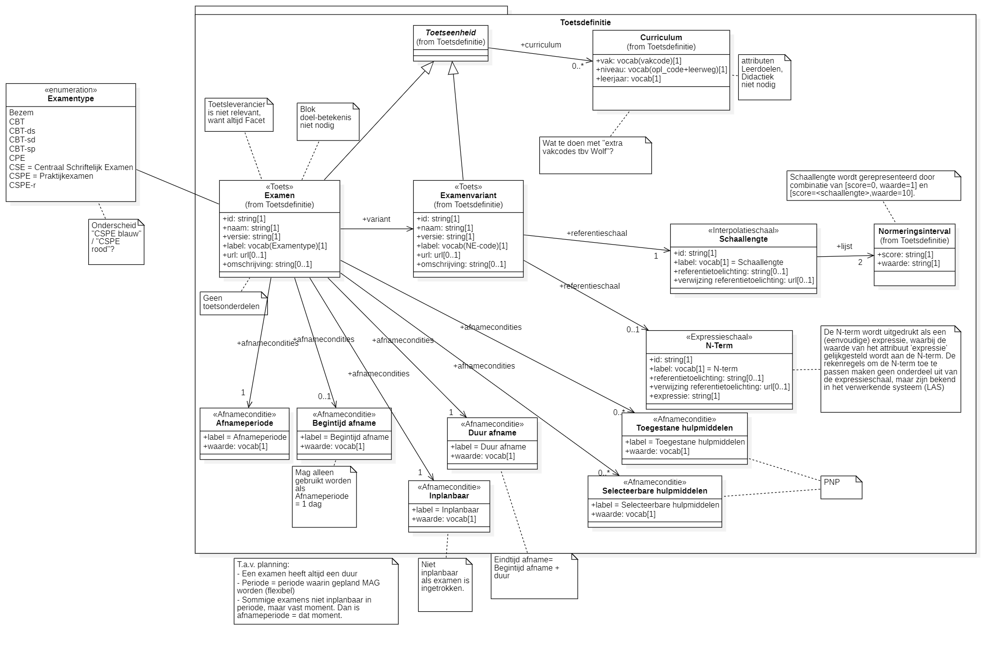 Toetsdefinitie
Toetseenheid
(from Toetsdefinitie)
+curriculum
0..*
Curriculum
(from Toetsdefinitie)
+vak: vocab(vakcode)[1]
+niveau: vocab(opl_code+leerweg)[1]
+leerjaar: vocab[1]
attributen
Leerdoelen,
Didactiek
niet nodig
«enumeration»
Examentype
Bezem
CBT
CBT-ds
CBT-sd
CBT-sp
CPE
CSE = Centraal Schriftelijk Examen
CSPE = Praktijkexamen
CSPE-r
Toetsleverancier
is niet relevant,
want altijd Facet
Blok
doel-betekenis
niet nodig
Wat te doen met "extra
vakcodes tbv Wolf"?
Schaallengte wordt gerepresenteerd door
combinatie van [score=0, waarde=1] en
[score=<schaallengte>,waarde=10].
Onderscheid
"CSPE blauw"
/ "CSPE
rood"?
«Toets»
Examen
(from Toetsdefinitie)
+id: string[1]
+naam: string[1]
+versie: string[1]
+label: vocab(Examentype)[1]
+url: url[0..1]
+omschrijving: string[0..1]
+variant
«Toets»
Examenvariant
(from Toetsdefinitie)
+id: string[1]
+naam: string[1]
+versie: string[1]
+label: vocab(NE-code)[1]
+url: url[0..1]
+omschrijving: string[0..1]
+referentieschaal
1
«Interpolatieschaal»
Schaallengte
+id: string[1]
+label: vocab[1] = Schaallengte
+referentietoelichting: string[0..1]
+verwijzing referentietoelichting: url[0..1]
+lijst
2
Normeringsinterval
(from Toetsdefinitie)
+score: string[1]
+waarde: string[1]
Geen
toetsonderdelen
+referentieschaal
0..1
«Expressieschaal»
N-Term
+id: string[1]
+label: vocab[1] = N-term
+referentietoelichting: string[0..1]
+verwijzing referentietoelichting: url[0..1]
+expressie: string[1]
De N-term wordt uitgedrukt als een
(eenvoudige) expressie, waarbij de
waarde van het attribuut 'expressie'
gelijkgesteld wordt aan de N-term. De
rekenregels om de N-term toe te
passen maken geen onderdeel uit van
de expressieschaal, maar zijn bekend
in het verwerkende systeem (LAS)
+afnamecondities
+afnamecondities
+afnamecondities
+afnamecondities
+afnamecondities
+afnamecondities
1
0..1
1
0..*
«Afnameconditie»
Afnameperiode
+label = Afnameperiode
+waarde: vocab[1]
«Afnameconditie»
Begintijd afname
+label = Begintijd afname
+waarde: vocab[1]
«Afnameconditie»
Duur afname
+label = Duur afname
+waarde: vocab[1]
«Afnameconditie»
Toegestane hulpmiddelen
+label = Toegestane hulpmiddelen
+waarde: vocab[1]
Mag alleen
gebruikt worden
als
Afnameperiode
= 1 dag
1
«Afnameconditie»
Inplanbaar
+label = Inplanbaar
+waarde: vocab[1]
0..*
«Afnameconditie»
Selecteerbare hulpmiddelen
+label = Selecteerbare hulpmiddelen
+waarde: vocab[1]
PNP
T.a.v. planning:
- Een examen heeft altijd een duur
- Periode = periode waarin gepland MAG
worden (flexibel)
- Sommige examens niet inplanbaar in
periode, maar vast moment. Dan is
afnameperiode = dat moment.
Niet
inplanbaar
als examen is
ingetrokken.
Eindtijd afname=
Begintijd afname +
duur